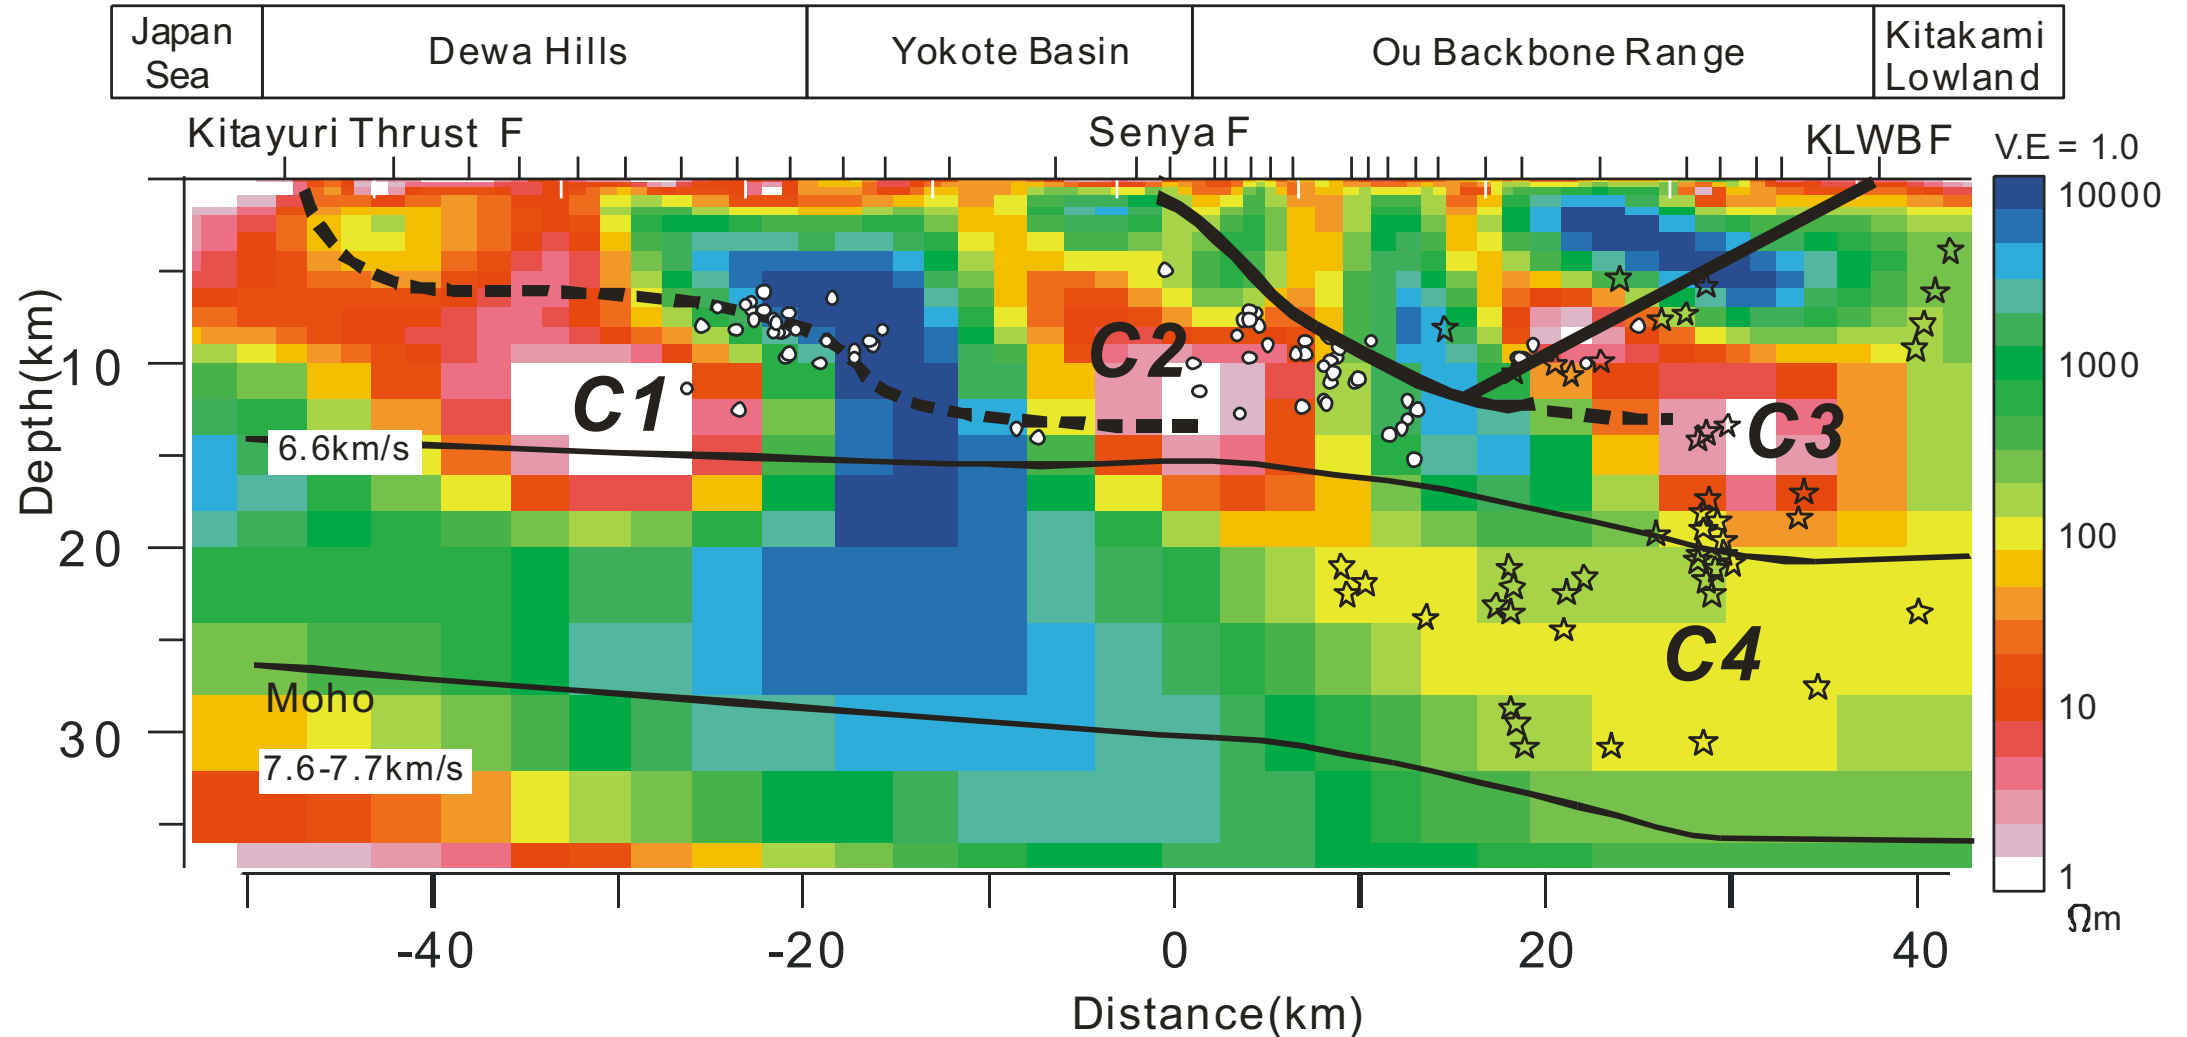 Japan
Sea
Dewa Hills
Yokote Basin
Ou Backbone Range
Kitakami
Lowland
Kitayuri Thrust F
Senya F
KLWB F
V.E = 1.0
10000
1000
100
10
1
Ωm
Depth(km)
10
20
30
C1
C2
C3
C4
6.6km/s
Moho
7.6-7.7km/s
-40
-20
0
20
40
Distance(km)